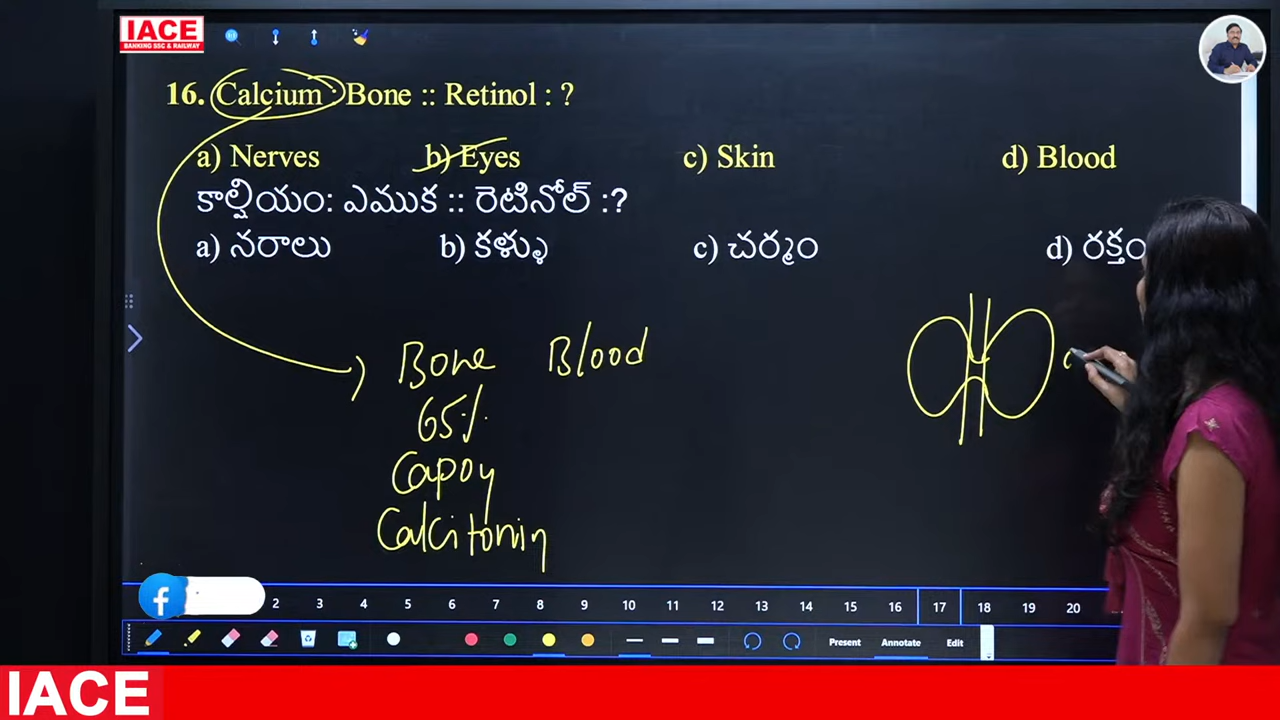 IACE
BANKING SSC & RAILWAY
16. Calcium : Bone :: Retinol : ?
a) Nerves b) Eyes c) Skin d) Blood
కాల్షియం: ఎముక :: రెటినోల్ :?
a) నరాలు b) కళ్ళు c) చర్మం d) రక్తం
Bone Blood
65%
Capoy
Calcitonin
2 3 4 5 6 7 8 9 10 11 12 13 14 15 16 17 18 19 20
Present Annotate Edit
IACE